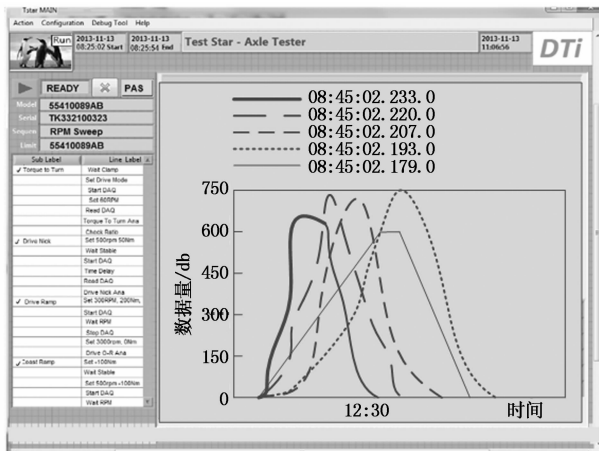 Tstar MAIN
Action Configuration Debug Tool Help
Run
2013-11-13
08:25:02 Start
2013-11-13
08:25:54 End
Test Star - Axle Tester
2013-11-13
11:06:56
DTi
READY
PAS
Model 55410089AB
Serial TK332100323
Sequen RPM Sweep
Limit 55410089AB
Sub Label Line Label
Torque to Turn Wait Clamp
Set Drive Mode
Start DAQ
Set 60RPM
Read DAQ
Torque To Turn Ana
Chock Ratio
Drive Nick Set 580rpm 50Nm
Wait Stable
Start DAQ
Time Delay
Read DAQ
Drive Nick Ana
Drive Ramp Set 300RPM, 200Nm,
Start DAQ
Wait RPM
Stop DAQ
Set 3000rpm, 0Nm
Drive O-R Ana
Coast Ramp Set -100Nm
Wait Stable
Set 580rpm -100Nm
Start DAQ
Wait RPM
08:45:02.233.0
08:45:02.220.0
08:45:02.207.0
08:45:02.193.0
08:45:02.179.0
数据量/db
750
600
450
300
150
0
12:30
时间